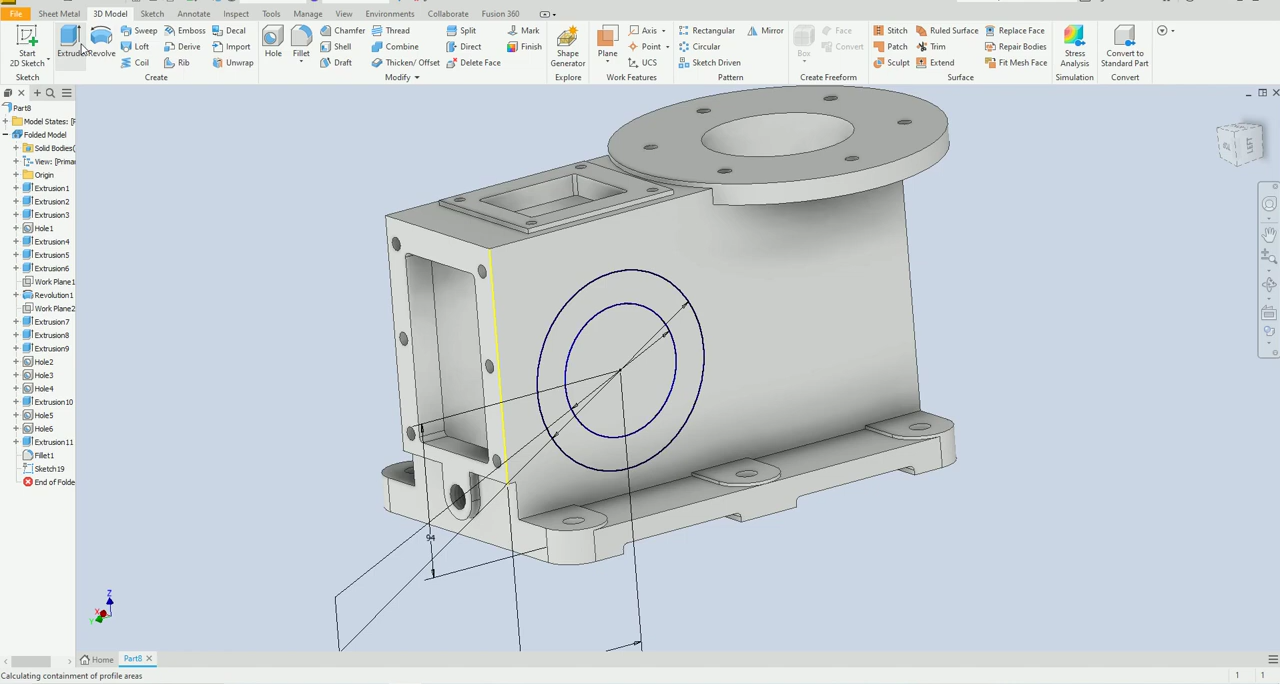 File Sheet Metal 3D Model Sketch Annotate Inspect Tools Manage View Environments Collaborate Fusion 360
Start 2D Sketch Extrude Revolve Sweep Emboss Decal Hole Fillet Chamfer Thread Split Mark Shape Generator Plane Axis Rectangular Mirror Box Face Stitch Ruled Surface Replace Face Stress Analysis Convert to Standard Part
Loft Derive Import Shell Combine Direct Finish Point Circular Convert Patch Trim Repair Bodies
Coil Rib Unwrap Draft Thicken/ Offset Delete Face UCS Sketch Driven Sculpt Extend Fit Mesh Face
Sketch Create Modify Explore Work Features Pattern Create Freeform Surface Simulation Convert
Part8
Model States: [P
Folded Model
Solid Bodies(
View: [Prima
Origin
Extrusion1
Extrusion2
Extrusion3
Hole1
Extrusion4
Extrusion5
Extrusion6
Work Plane1
Revolution1
Work Plane2
Extrusion7
Extrusion8
Extrusion9
Hole2
Hole3
Hole4
Extrusion10
Hole5
Hole6
Extrusion11
Fillet1
Sketch19
End of Folde
LEFT
94
Z
X
Y
Home Part8
Calculating containment of profile areas 1 1